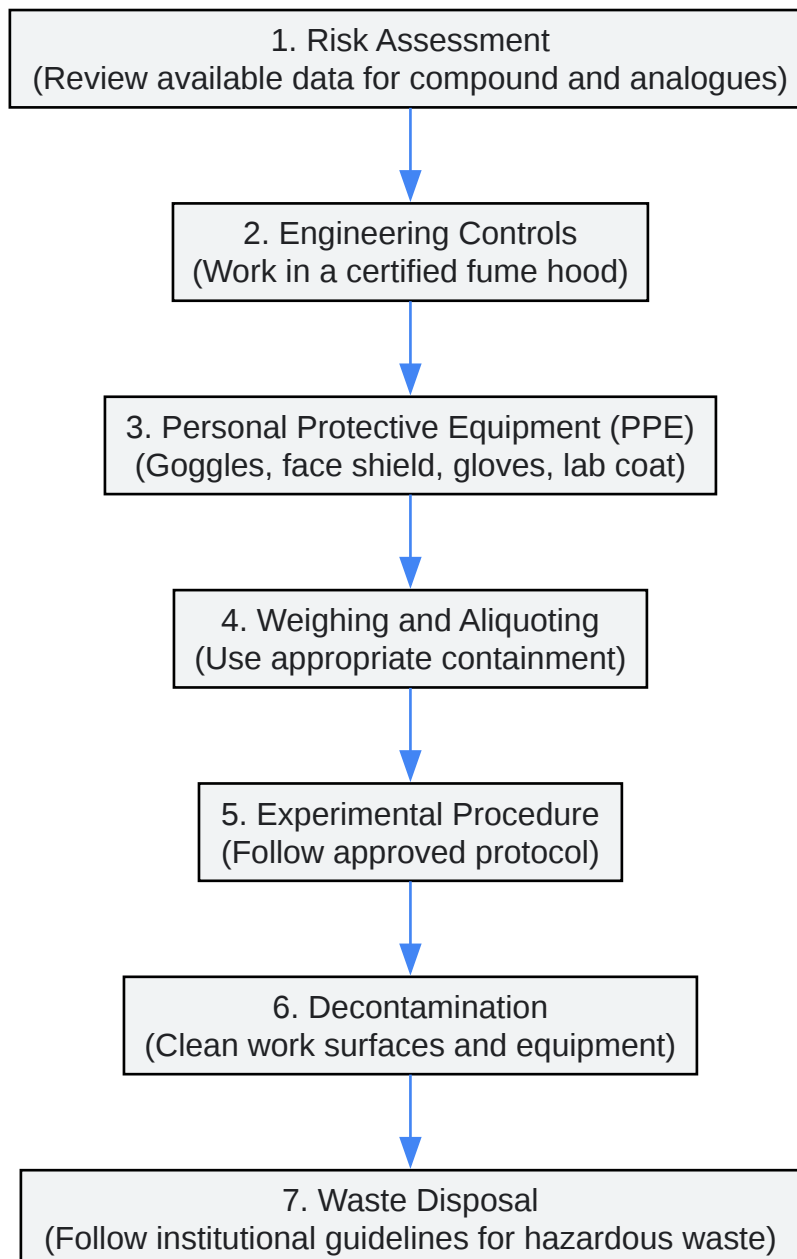 1. Risk Assessment
(Review available data for compound and analogues)
2. Engineering Controls
(Work in a certified fume hood)
3. Personal Protective Equipment (PPE)
(Goggles, face shield, gloves, lab coat)
4. Weighing and Aliquoting
(Use appropriate containment)
5. Experimental Procedure
(Follow approved protocol)
6. Decontamination
(Clean work surfaces and equipment)
7. Waste Disposal
(Follow institutional guidelines for hazardous waste)